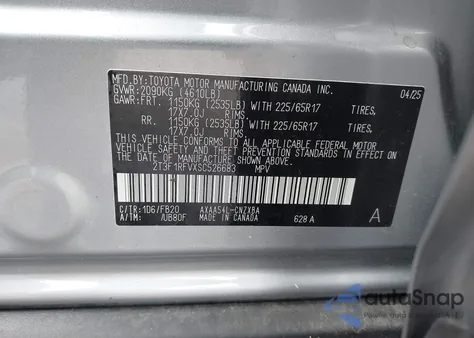 MFD.BY:TOYOTA MOTOR MANUFACTURING CANADA INC.
GVWR:2090KG (4610LB) 04/25
GAWR:FRT. 1150KG (2535LB) WITH 225/65R17 TIRES,
17X7.0J RIMS,
RR. 1150KG (2535LB) WITH 225/65R17 TIRES,
17X7.0J RIMS,
THIS VEHICLE CONFORMS TO ALL APPLICABLE FEDERAL
MOTOR VEHICLE SAFETY, BUMPER, AND THEFT
PREVENTION STANDARDS IN EFFECT ON THE DATE OF
MANUFACTURE SHOWN ABOVE.
2T3F1RFVXSC526683 MPV
C/TR:1D6/FB20 AXAA54L-CNZXBA
A/TM: /UB80F MADE IN CANADA 628A A
autoSnap